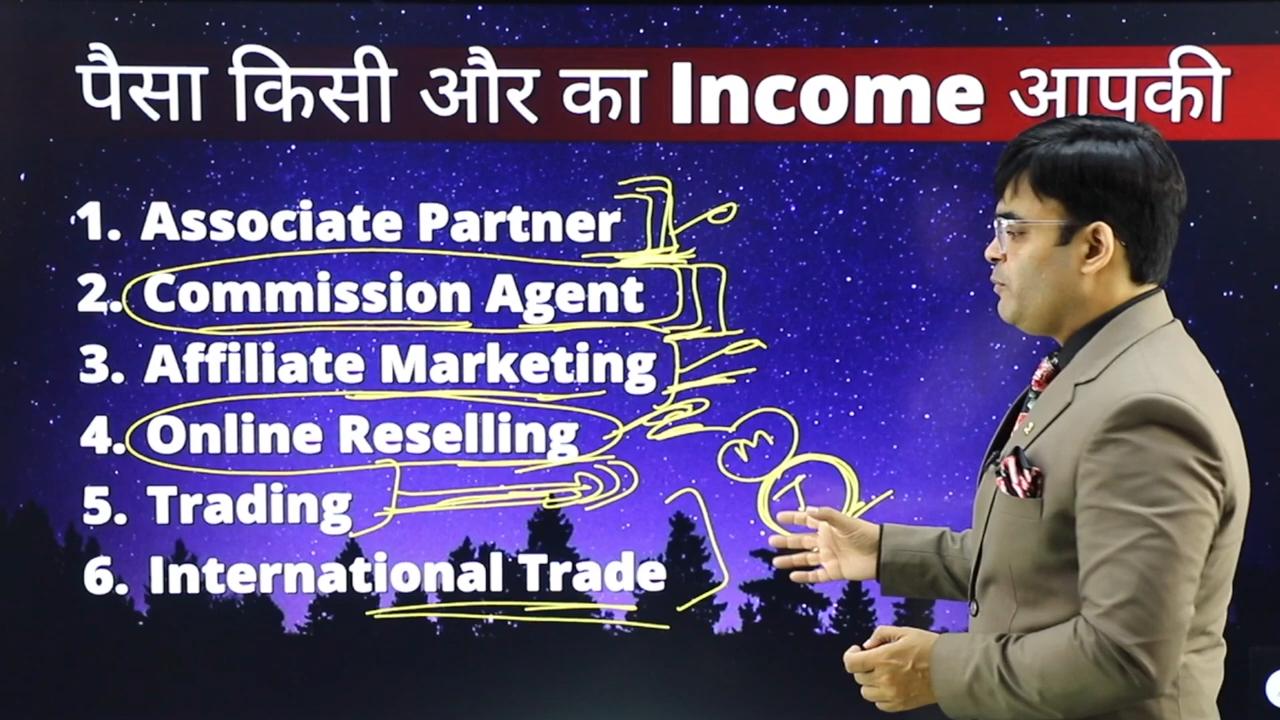 पैसा किसी और का Income आपकी
1. Associate Partner
2. Commission Agent
3. Affiliate Marketing
4. Online Reselling
M
5. Trading
T
6. International Trade